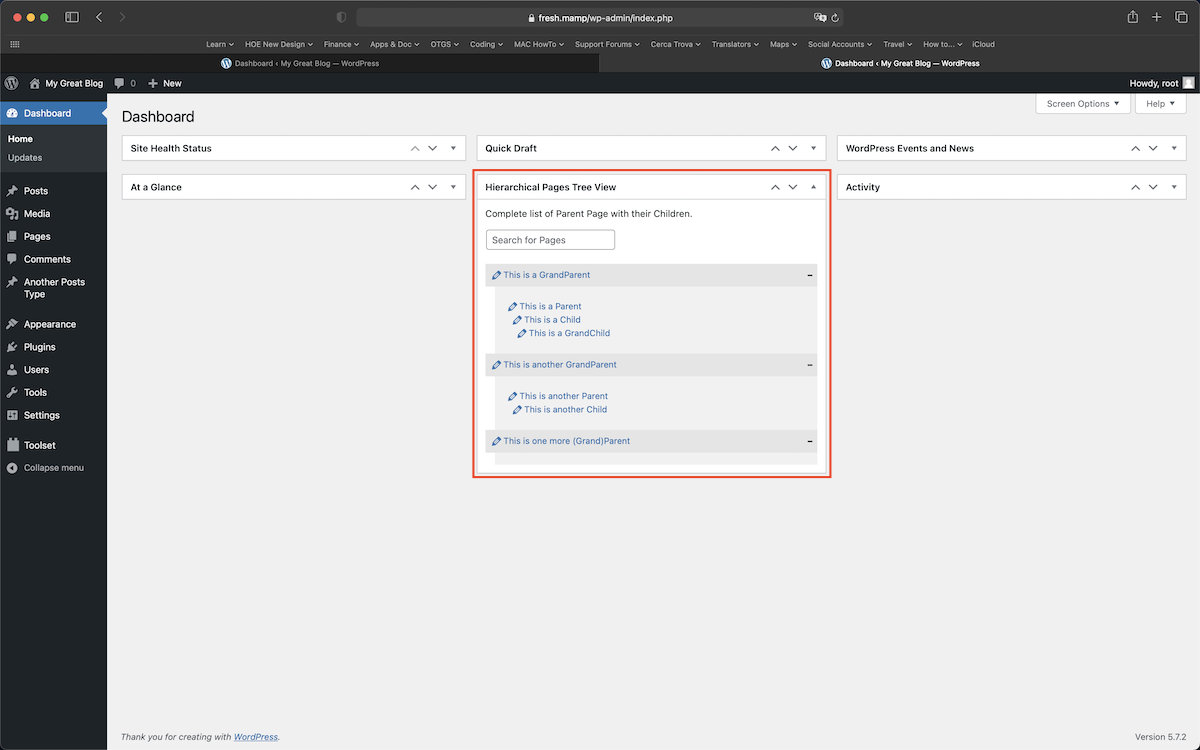 fresh.mamp/wp-admin/index.php
Learn HOE New Design Finance Apps & Doc OTGS Coding MAC HowTo Support Forums Cerca Trova Translators Maps Social Accounts Travel How to... iCloud
Dashboard ‹ My Great Blog — WordPress
Dashboard ‹ My Great Blog — WordPress
My Great Blog 0 New
Howdy, root
Dashboard
Home
Updates
Posts
Media
Pages
Comments
Another Posts
Type
Appearance
Plugins
Users
Tools
Settings
Toolset
Collapse menu
Screen Options
Help
Dashboard
Site Health Status
At a Glance
Quick Draft
Hierarchical Pages Tree View
Complete list of Parent Page with their Children.
Search for Pages
This is a GrandParent
This is a Parent
This is a Child
This is a GrandChild
This is another GrandParent
This is another Parent
This is another Child
This is one more (Grand)Parent
WordPress Events and News
Activity
Thank you for creating with WordPress.
Version 5.7.2